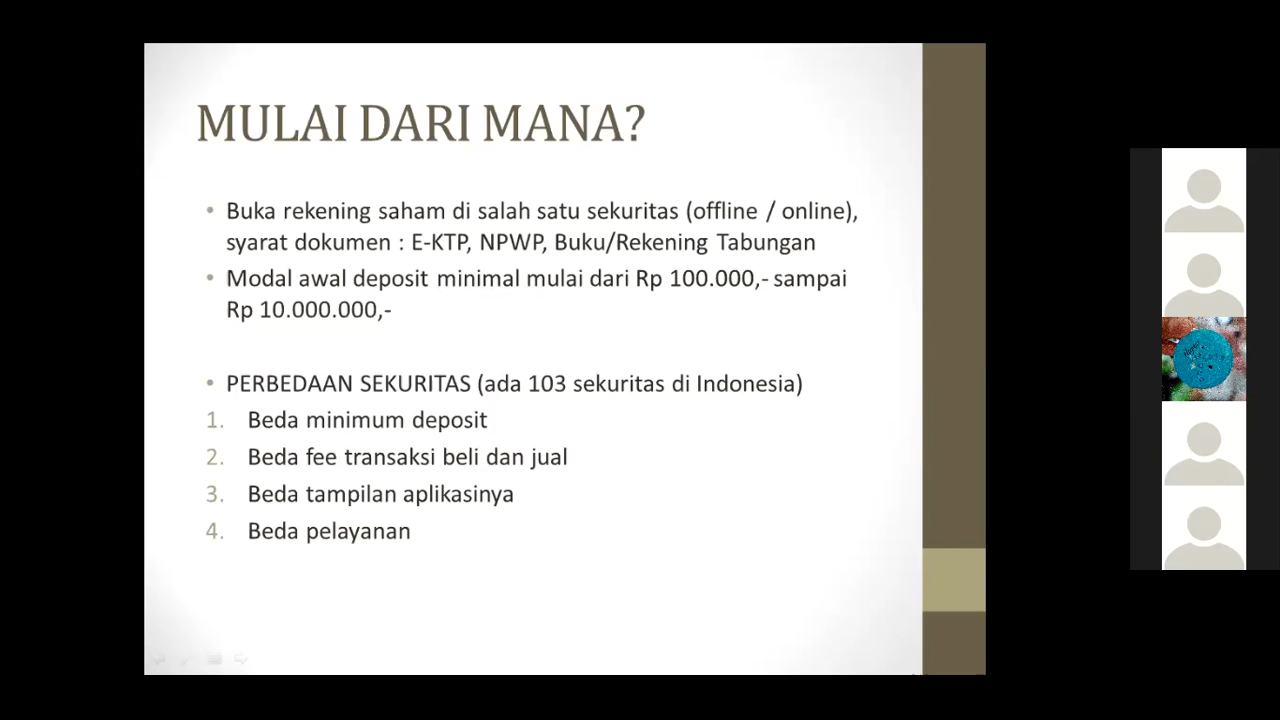 MULAI DARI MANA?
• Buka rekening saham di salah satu sekuritas (offline / online),
syarat dokumen : E-KTP, NPWP, Buku/Rekening Tabungan
• Modal awal deposit minimal mulai dari Rp 100.000,- sampai
Rp 10.000.000,-
• PERBEDAAN SEKURITAS (ada 103 sekuritas di Indonesia)
1. Beda minimum deposit
2. Beda fee transaksi beli dan jual
3. Beda tampilan aplikasinya
4. Beda pelayanan